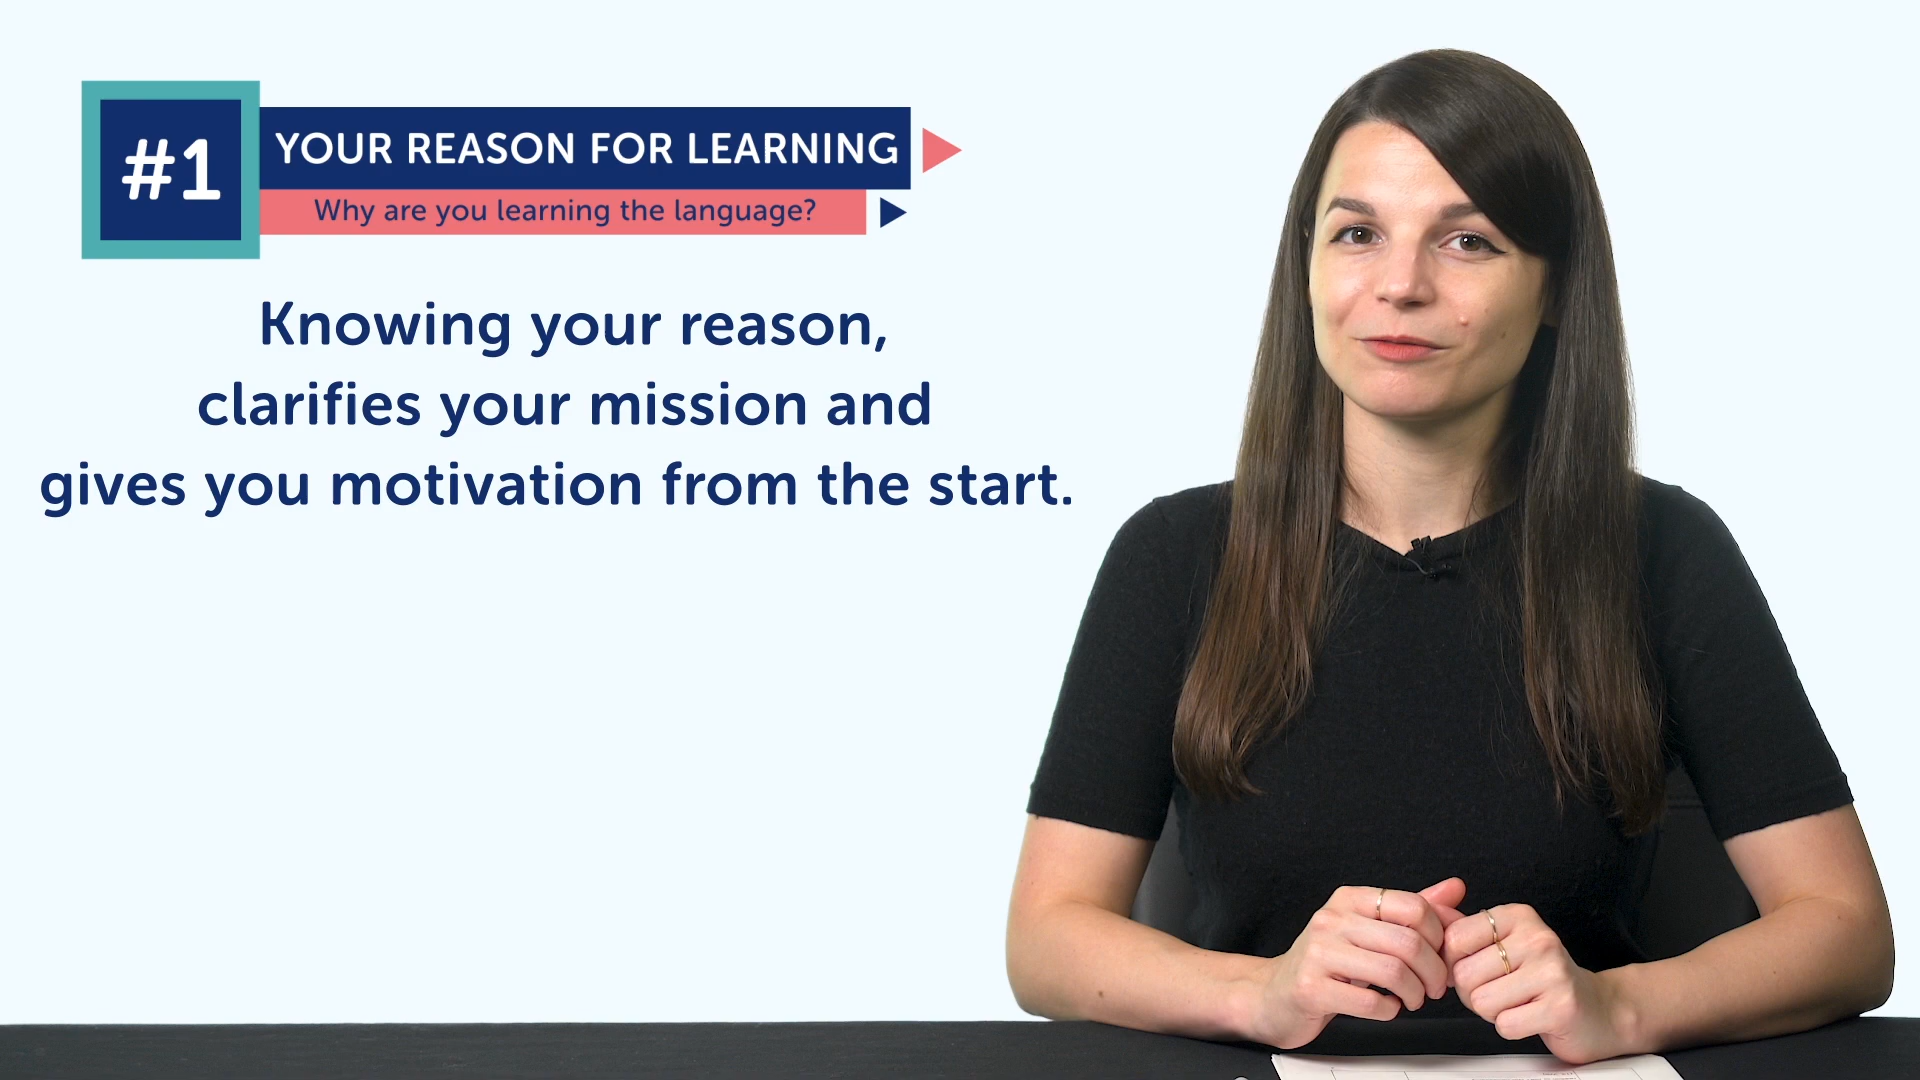 #1
YOUR REASON FOR LEARNING
Why are you learning the language?
Knowing your reason,
clarifies your mission and
gives you motivation from the start.